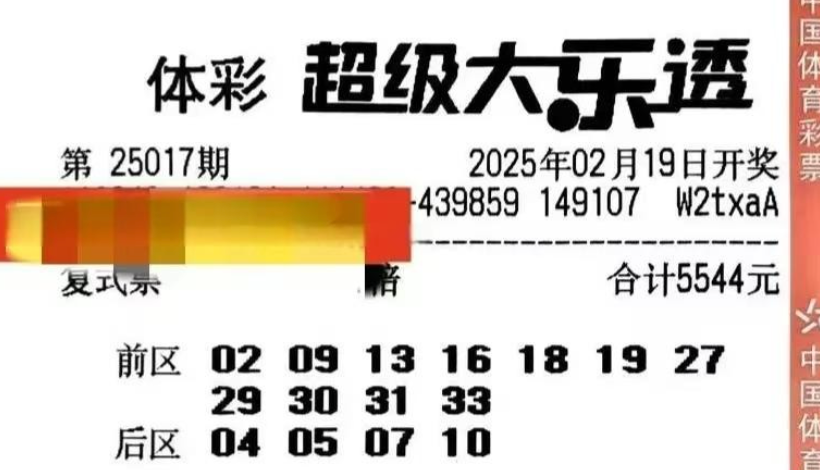 体彩 超级大乐透
第 25017期 2025年02月19日开奖
-439859 149107 W2txaA
复式票 倍 合计5544元
前区 02 09 13 16 18 19 27
29 30 31 33
后区 04 05 07 10
中国体育彩票
中国体育